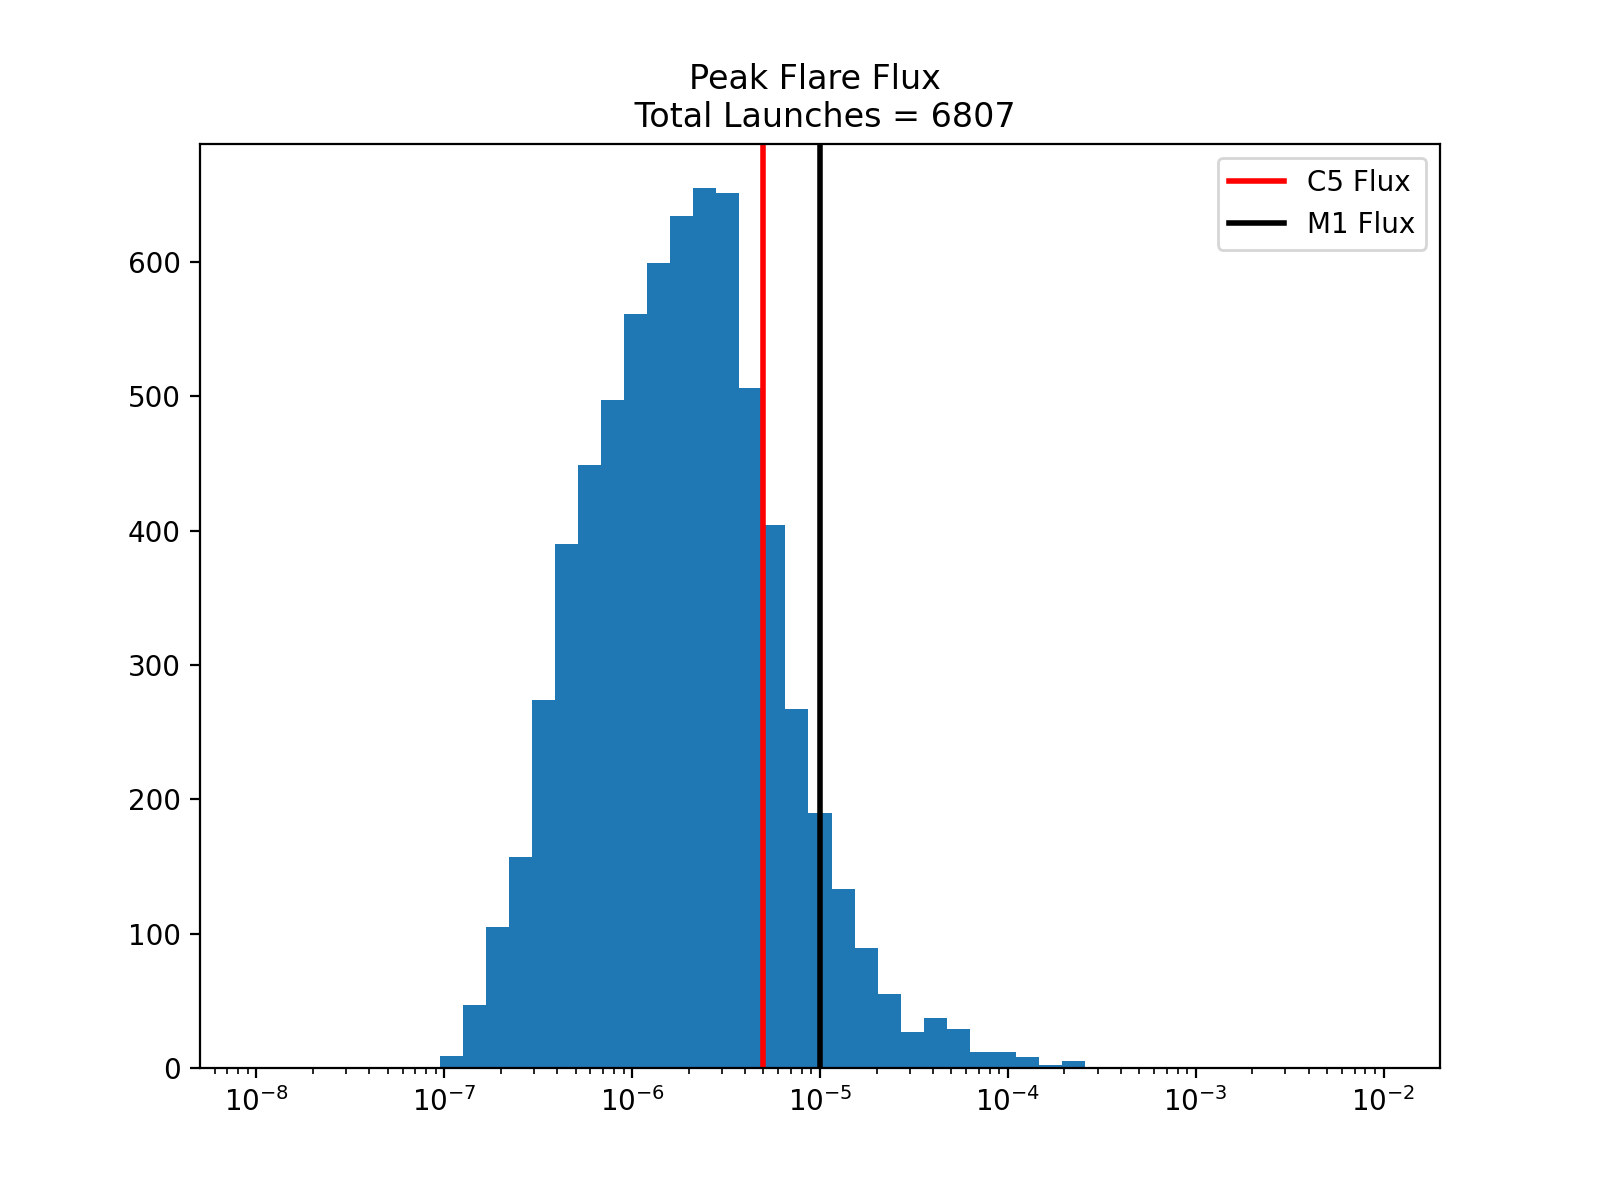 Peak Flare Flux
Total Launches = 6807
C5 Flux
M1 Flux
600
500
400
300
200
100
0
10⁻⁸ 10⁻⁷ 10⁻⁶ 10⁻⁵ 10⁻⁴ 10⁻³ 10⁻²